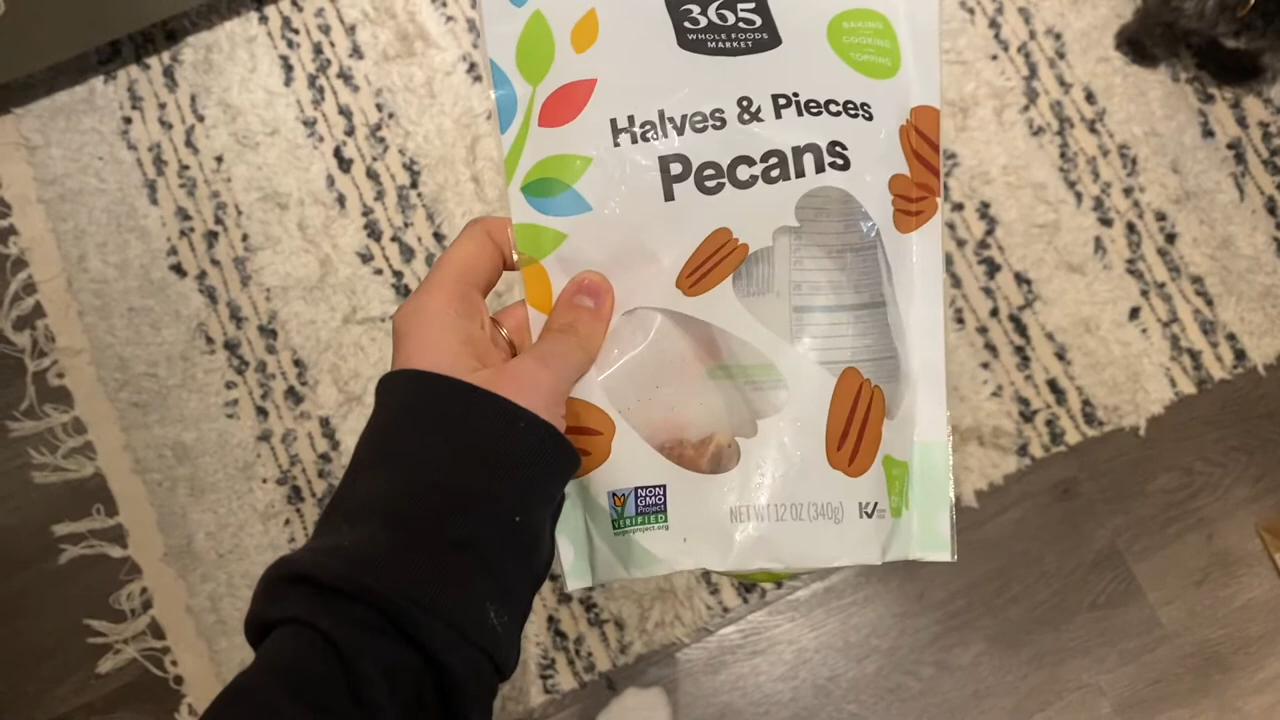 365
WHOLE FOODS
MARKET
BAKING
COOKING
TOPPING
Halves & Pieces
Pecans
NON
GMO
Project
VERIFIED
nongmoproject.org
NET WT 12 OZ (340g)